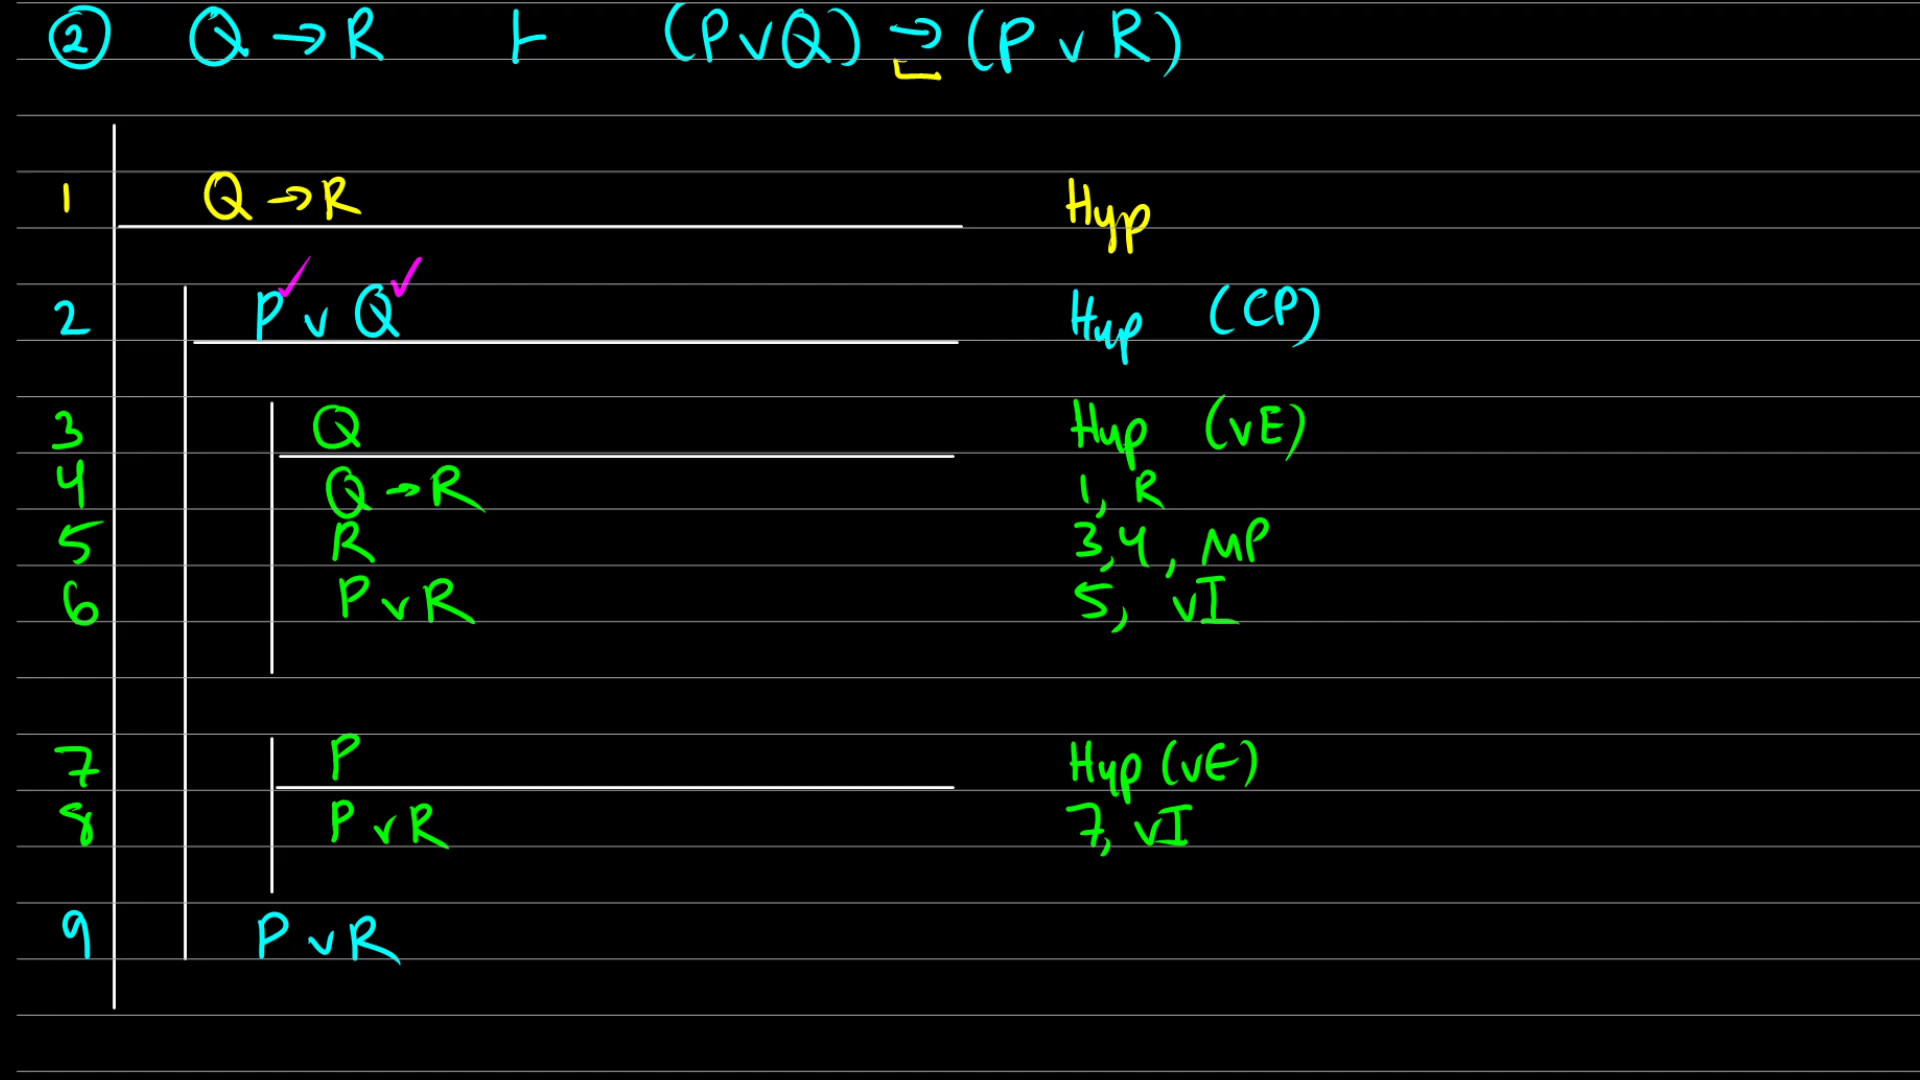 ② Q → R ⊢ (P ∨ Q) → (P ∨ R)
1 Q → R Hyp
2 P ∨ Q Hyp (CP)
3 Q Hyp (∨E)
4 Q → R 1, R
5 R 3,4, MP
6 P ∨ R 5, ∨I
7 P Hyp (∨E)
8 P ∨ R 7, ∨I
9 P ∨ R